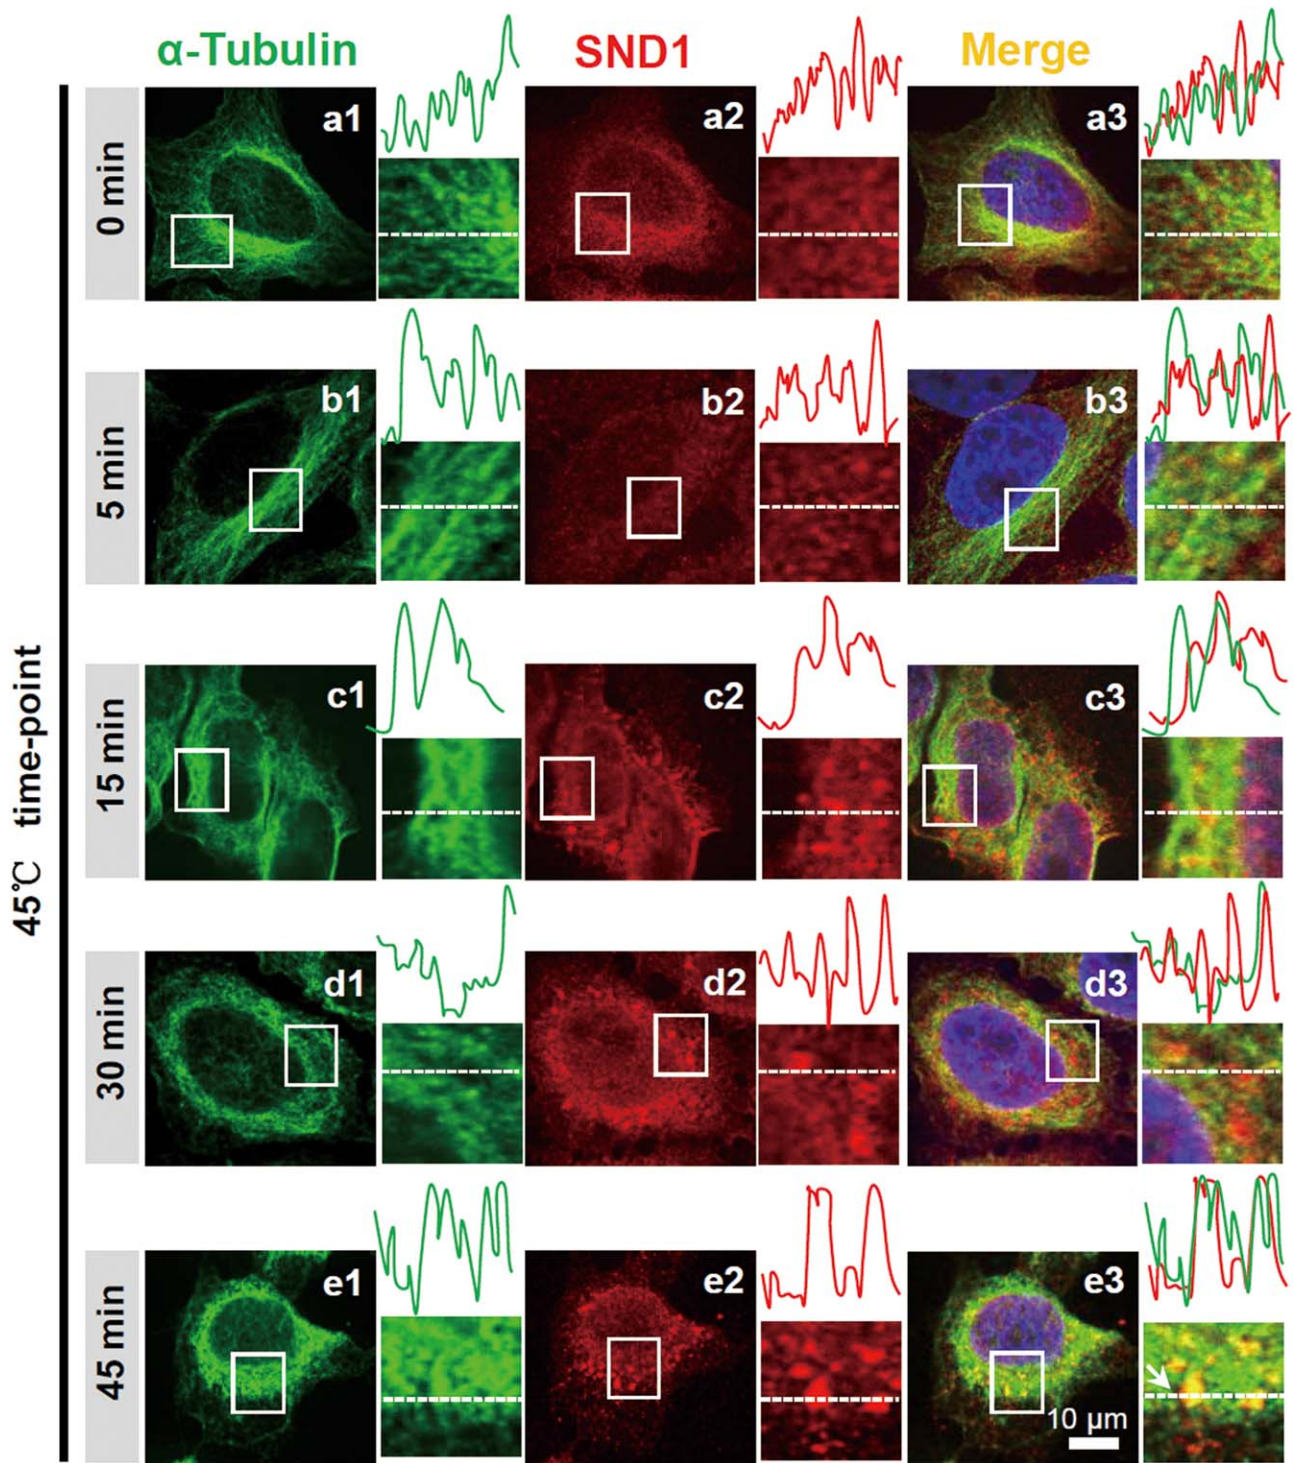 α-Tubulin SND1 Merge
45℃ time-point
0 min
a1 a2 a3
5 min
b1 b2 b3
15 min
c1 c2 c3
30 min
d1 d2 d3
45 min
e1 e2 e3
10 μm